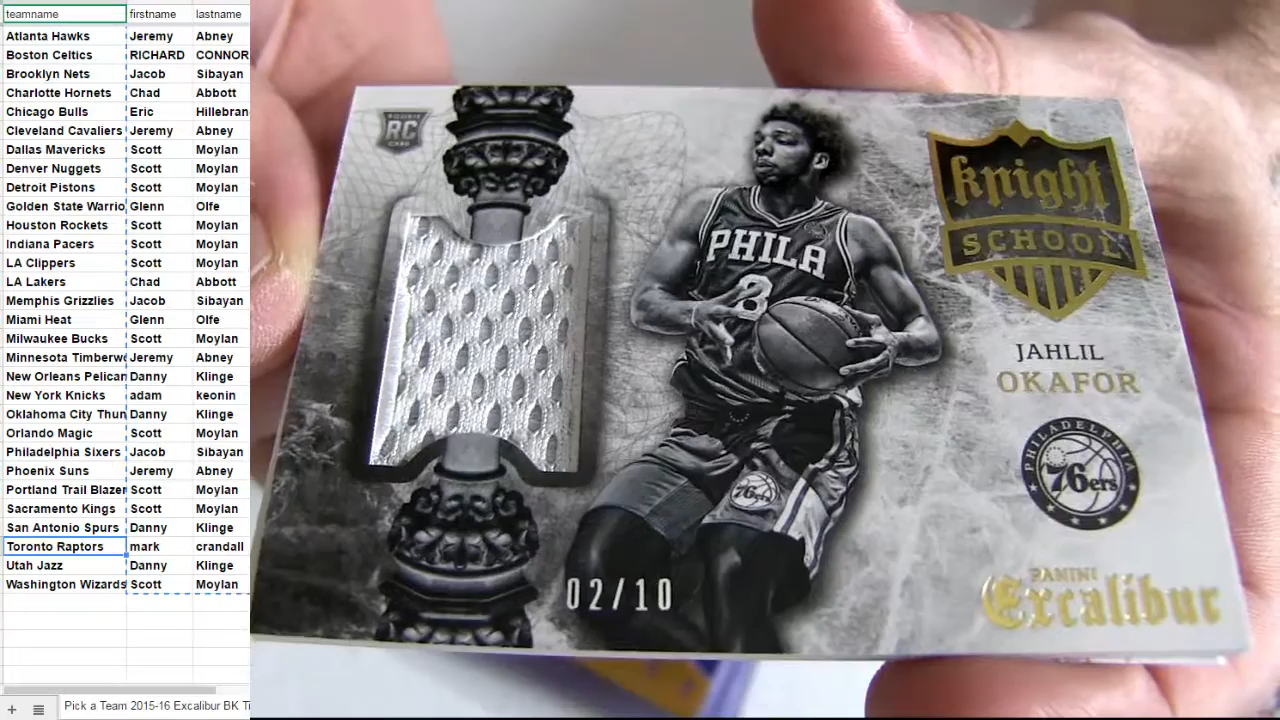 teamname firstname lastname
Atlanta Hawks Jeremy Abney
Boston Celtics RICHARD CONNOR
Brooklyn Nets Jacob Sibayan
Charlotte Hornets Chad Abbott
Chicago Bulls Eric Hillebran
Cleveland Cavaliers Jeremy Abney
Dallas Mavericks Scott Moylan
Denver Nuggets Scott Moylan
Detroit Pistons Scott Moylan
Golden State Warrio Glenn Olfe
Houston Rockets Scott Moylan
Indiana Pacers Scott Moylan
LA Clippers Scott Moylan
LA Lakers Chad Abbott
Memphis Grizzlies Jacob Sibayan
Miami Heat Glenn Olfe
Milwaukee Bucks Scott Moylan
Minnesota Timberwo Jeremy Abney
New Orleans Pelican Danny Klinge
New York Knicks adam keonin
Oklahoma City Thun Danny Klinge
Orlando Magic Scott Moylan
Philadelphia Sixers Jacob Sibayan
Phoenix Suns Jeremy Abney
Portland Trail Blazer Scott Moylan
Sacramento Kings Scott Moylan
San Antonio Spurs Danny Klinge
Toronto Raptors mark crandall
Utah Jazz Danny Klinge
Washington Wizards Scott Moylan
Pick a Team 2015-16 Excalibur BK Ti
ROOKIE
RC
CARD
PHILA
8
76ers
02/10
knight
SCHOOL
JAHLIL
OKAFOR
PHILADELPHIA
76ers
PANINI
Excalibur